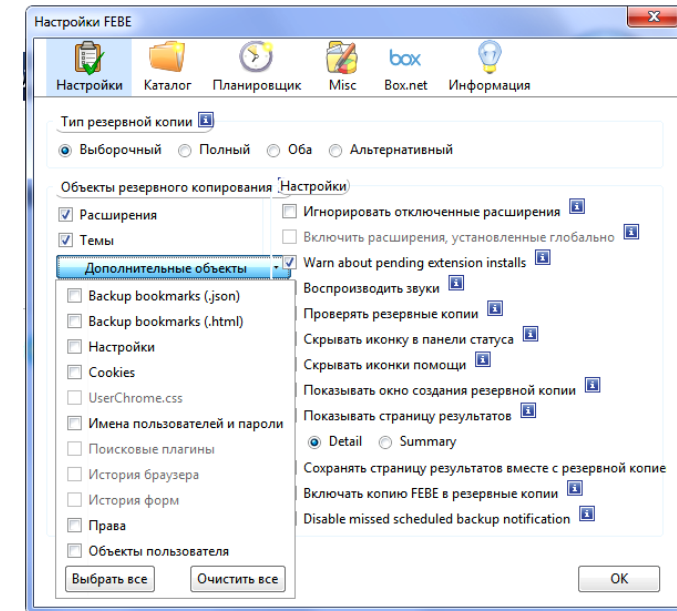 Настройки FEBE
Настройки Каталог Планировщик Misc Box.net Информация
box
Тип резервной копии
Выборочный Полный Оба Альтернативный
Объекты резервного копирования
Расширения
Темы
Дополнительные объекты
Backup bookmarks (.json)
Backup bookmarks (.html)
Настройки
Cookies
UserChrome.css
Имена пользователей и пароли
Поисковые плагины
История браузера
История форм
Права
Объекты пользователя
Выбрать все Очистить все
Настройки
Игнорировать отключенные расширения
Включить расширения, установленные глобально
Warn about pending extension installs
Воспроизводить звуки
Проверять резервные копии
Скрывать иконку в панели статуса
Скрывать иконки помощи
Показывать окно создания резервной копии
Показывать страницу результатов
Detail Summary
Сохранять страницу результатов вместе с резервной копие
Включать копию FEBE в резервные копии
Disable missed scheduled backup notification
OK